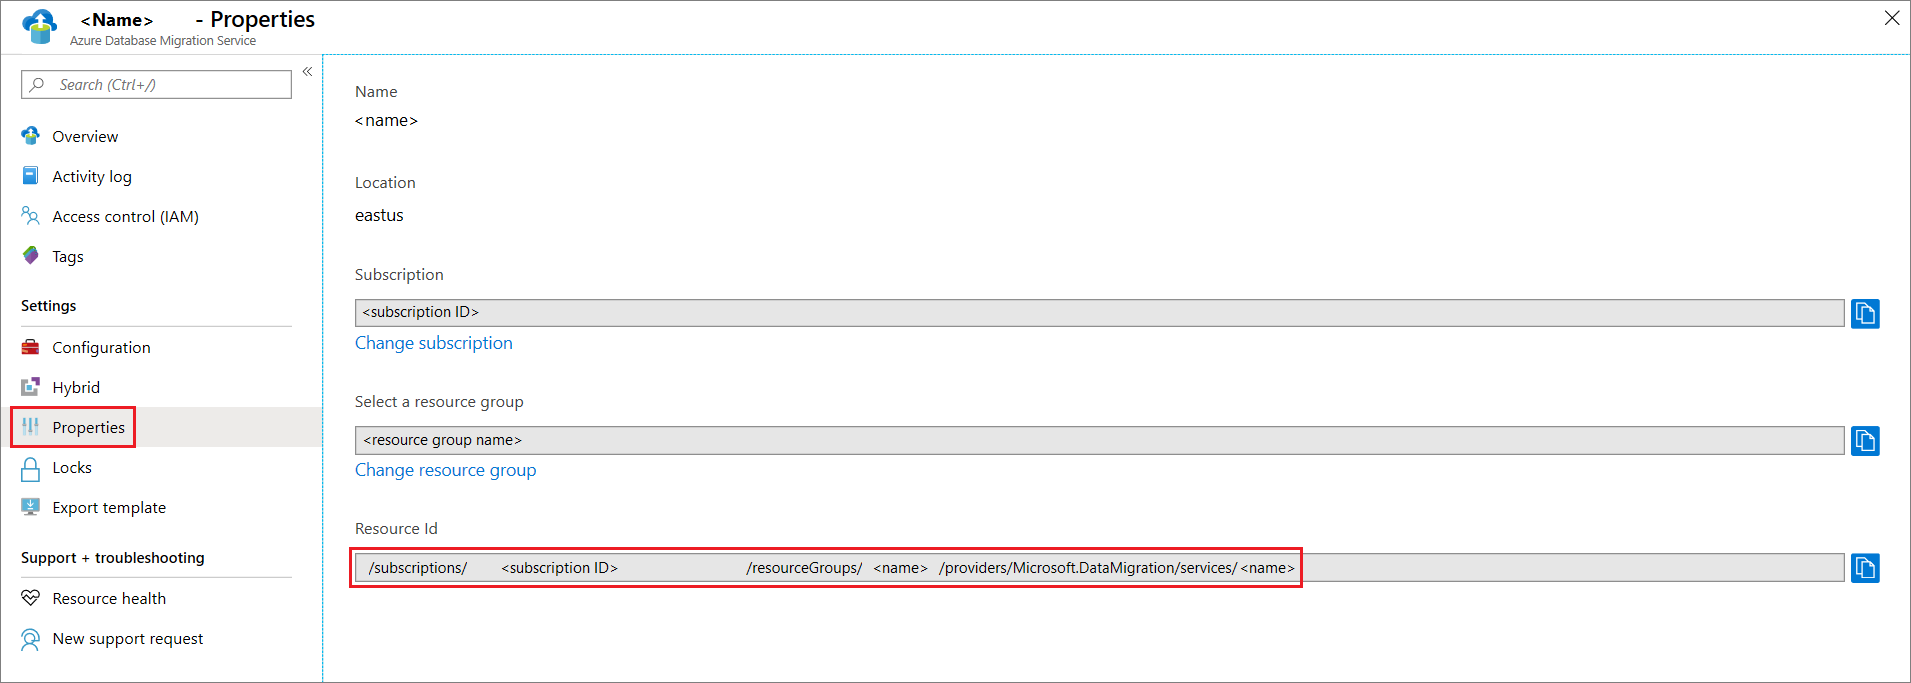 <Name> - Properties
Azure Database Migration Service
Search (Ctrl+/)
Overview
Activity log
Access control (IAM)
Tags
Settings
Configuration
Hybrid
Properties
Locks
Export template
Support + troubleshooting
Resource health
New support request
Name
<name>
Location
eastus
Subscription
<subscription ID>
Change subscription
Select a resource group
<resource group name>
Change resource group
Resource Id
/subscriptions/ <subscription ID> /resourceGroups/ <name> /providers/Microsoft.DataMigration/services/ <name>